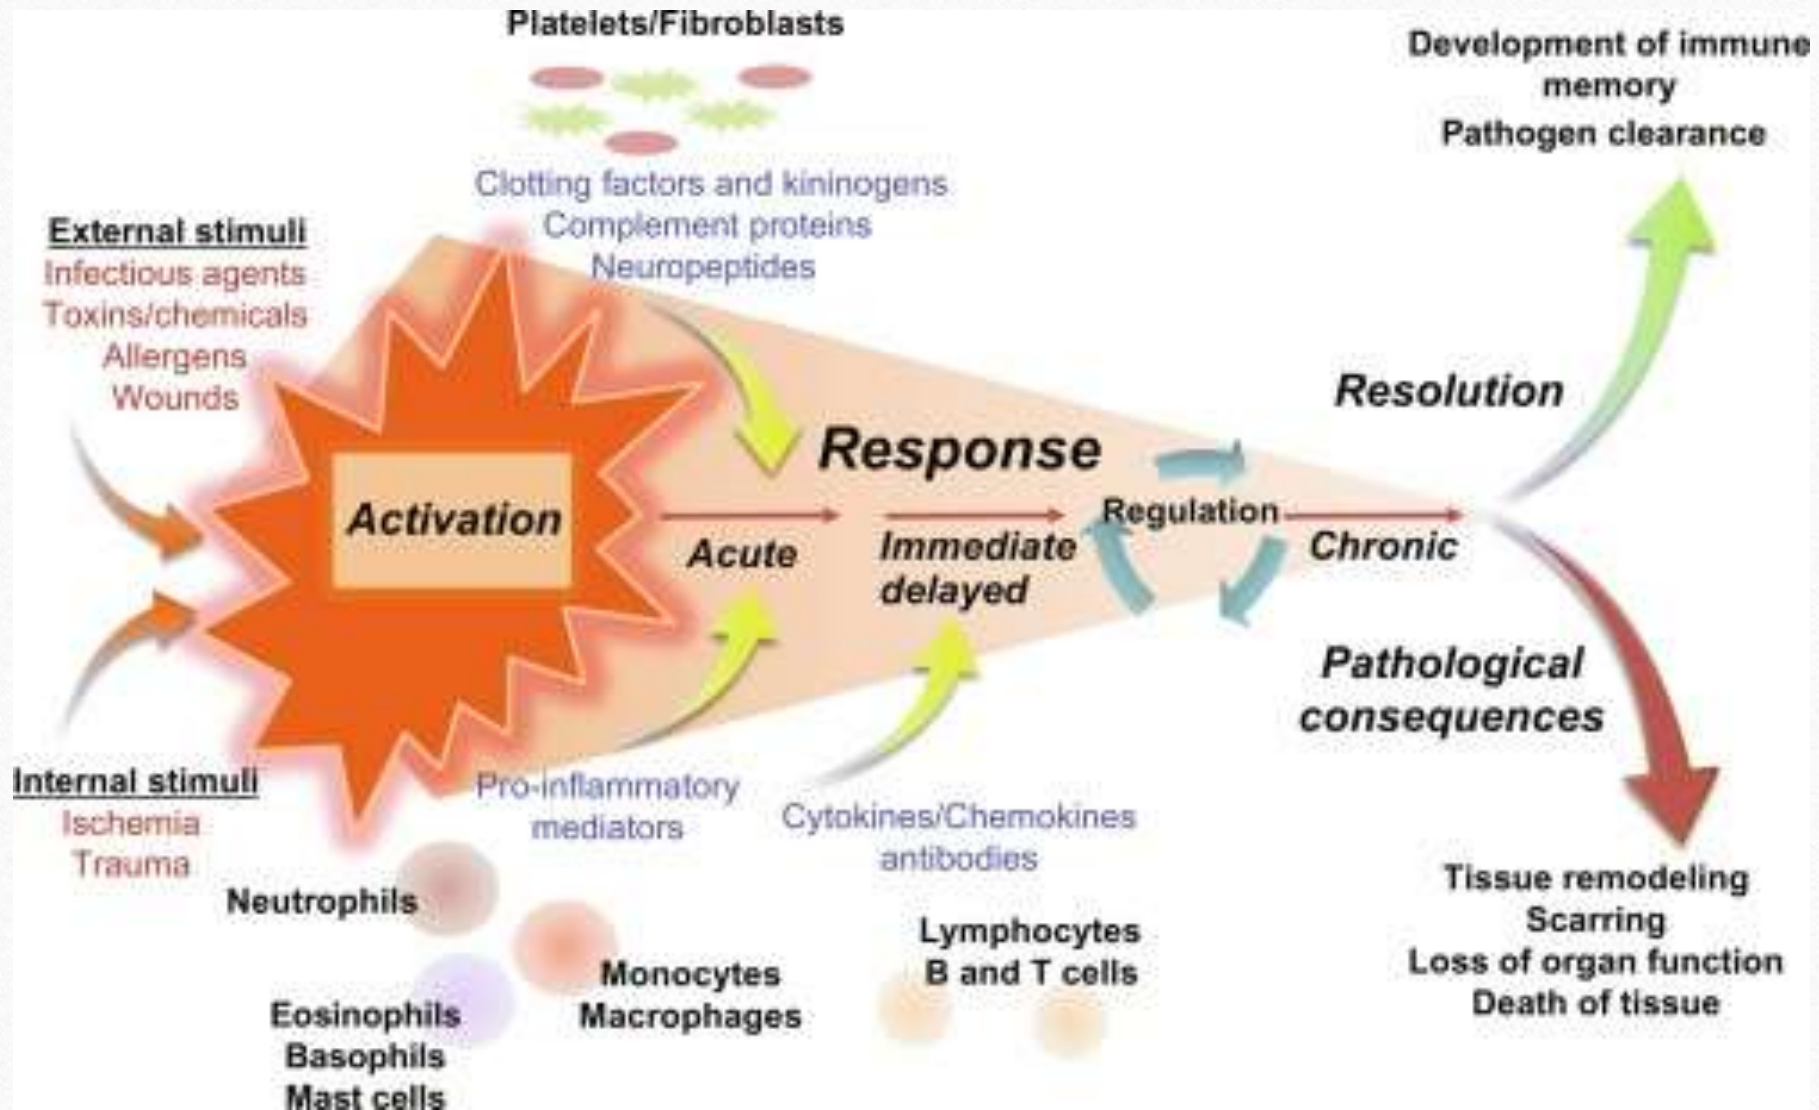 Platelets/Fibroblasts
Clotting factors and kininogens
Complement proteins
Neuropeptides
External stimuli
Infectious agents
Toxins/chemicals
Allergens
Wounds
Internal stimuli
Ischemia
Trauma
Activation
Acute
Response
Immediate
delayed
Regulation
Chronic
Resolution
Development of immune
memory
Pathogen clearance
Pathological
consequences
Tissue remodeling
Scarring
Loss of organ function
Death of tissue
Pro-inflammatory
mediators
Cytokines/Chemokines
antibodies
Neutrophils
Eosinophils
Basophils
Mast cells
Monocytes
Macrophages
Lymphocytes
B and T cells